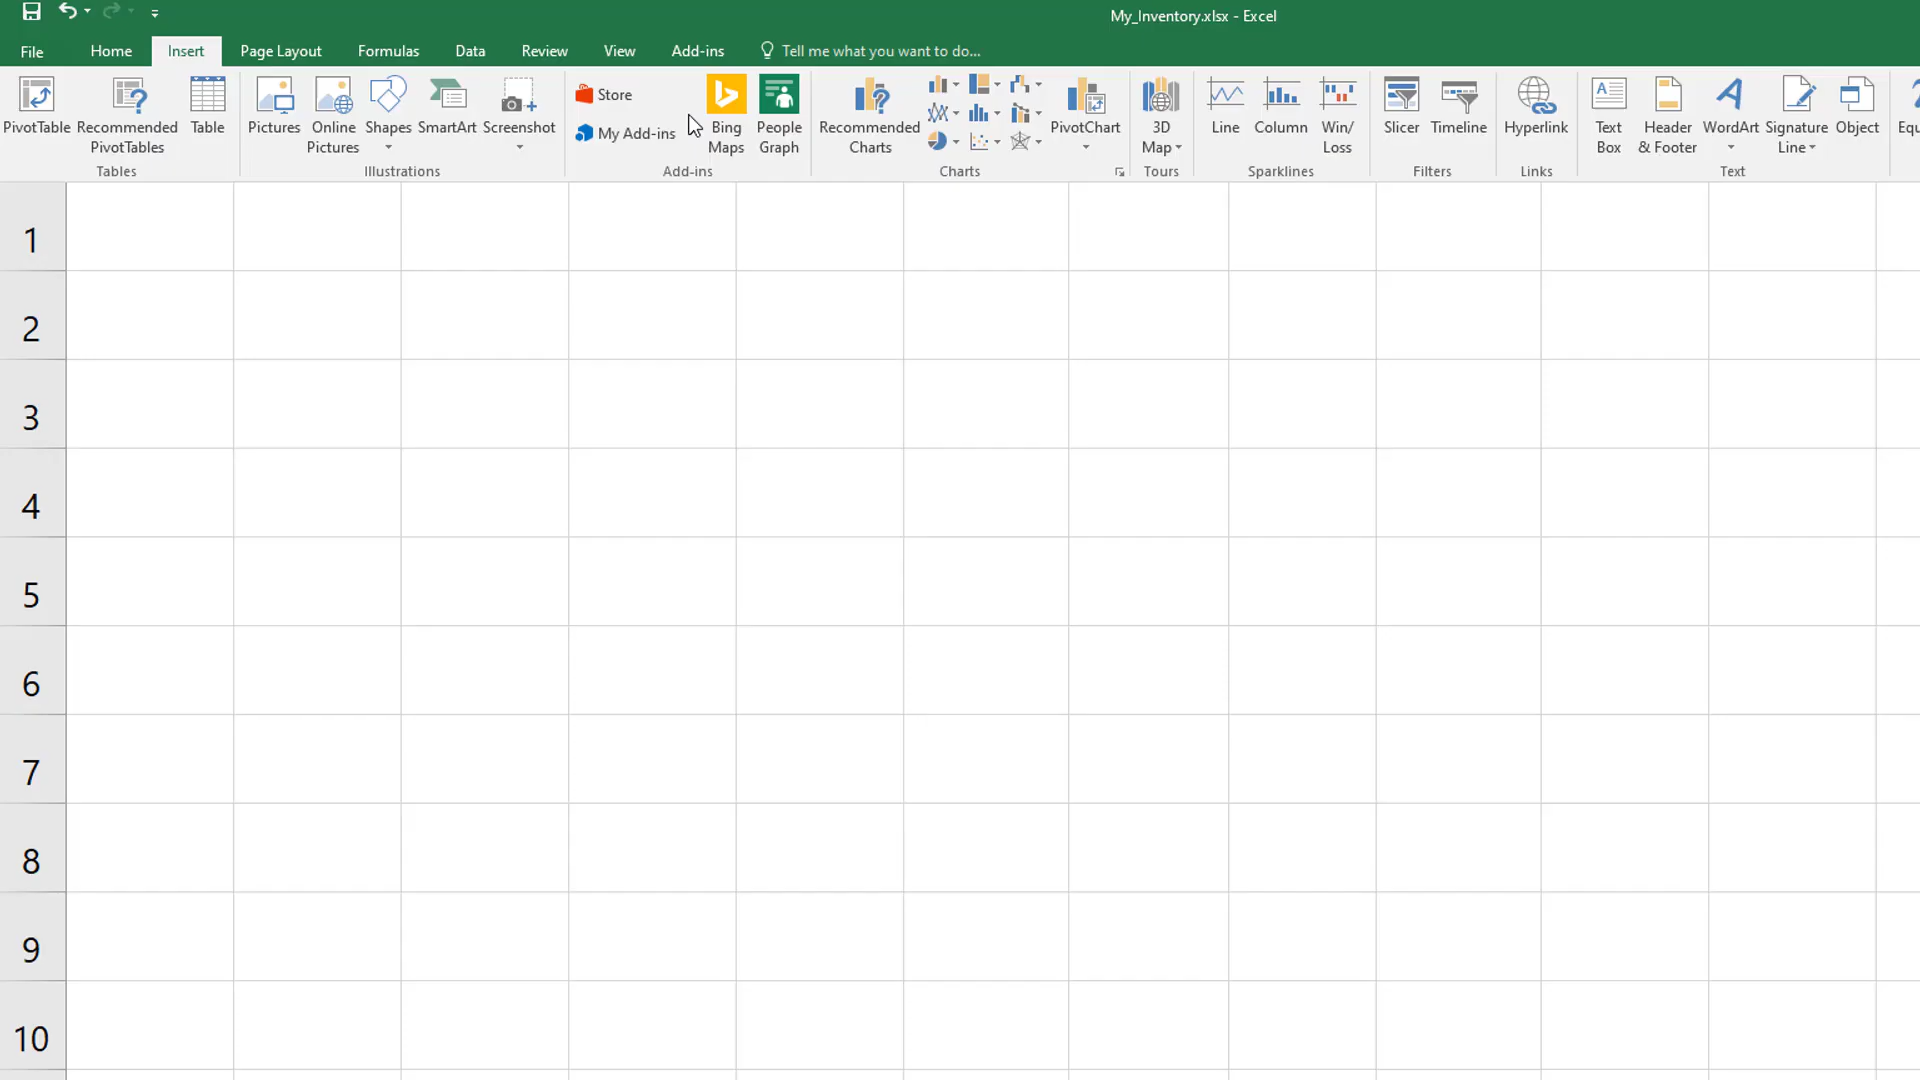 My_Inventory.xlsx - Excel
File Home Insert Page Layout Formulas Data Review View Add-ins Tell me what you want to do...
PivotTable
Recommended
PivotTables
Table
Tables
Pictures
Online
Pictures
Shapes
SmartArt
Screenshot
Illustrations
Store
My Add-ins
Bing
Maps
People
Graph
Add-ins
Recommended
Charts
PivotChart
Charts
3D
Map
Tours
Line
Column
Win/
Loss
Sparklines
Slicer
Timeline
Filters
Hyperlink
Links
Text
Box
Header
& Footer
WordArt
Signature
Line
Object
Text
1
2
3
4
5
6
7
8
9
10